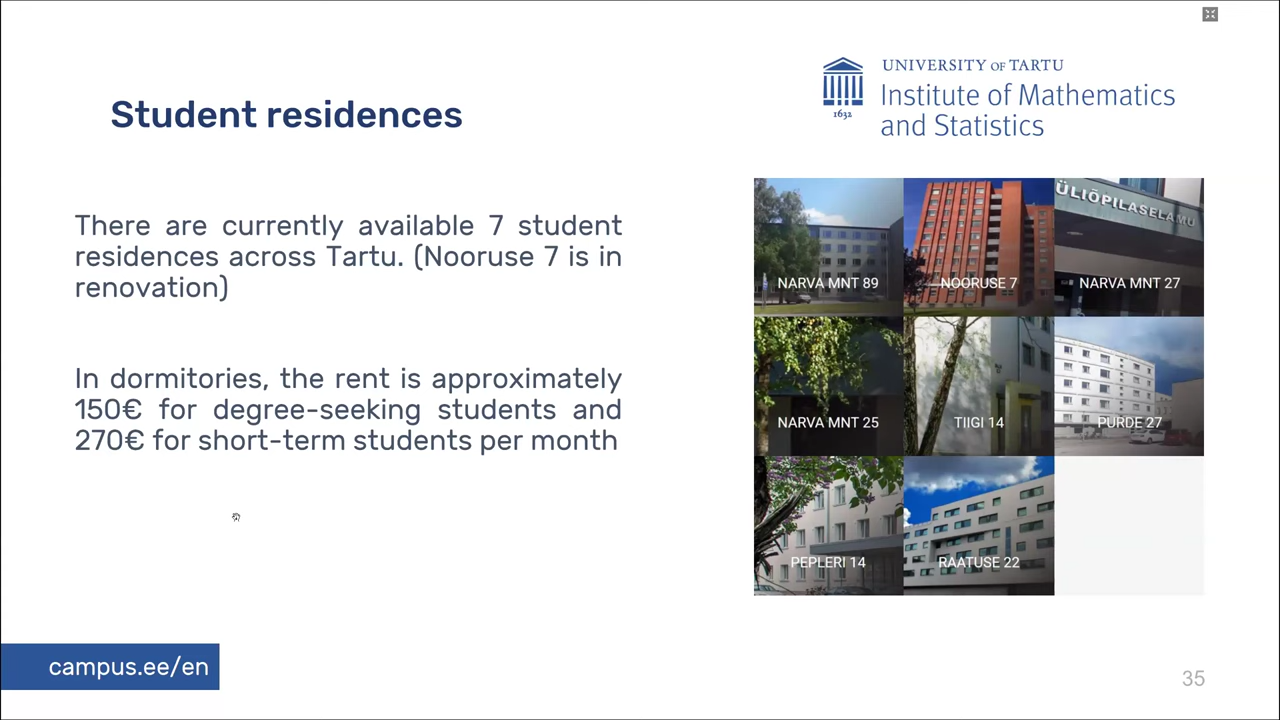 Student residences
UNIVERSITY OF TARTU
Institute of Mathematics
and Statistics
1632
There are currently available 7 student
residences across Tartu. (Nooruse 7 is in
renovation)
In dormitories, the rent is approximately
150€ for degree-seeking students and
270€ for short-term students per month
ÜLIÕPILASELAMU
NARVA MNT 89
NOORUSE 7
NARVA MNT 27
NARVA MNT 25
TIIGI 14
PURDE 27
PEPLERI 14
RAATUSE 22
campus.ee/en
35